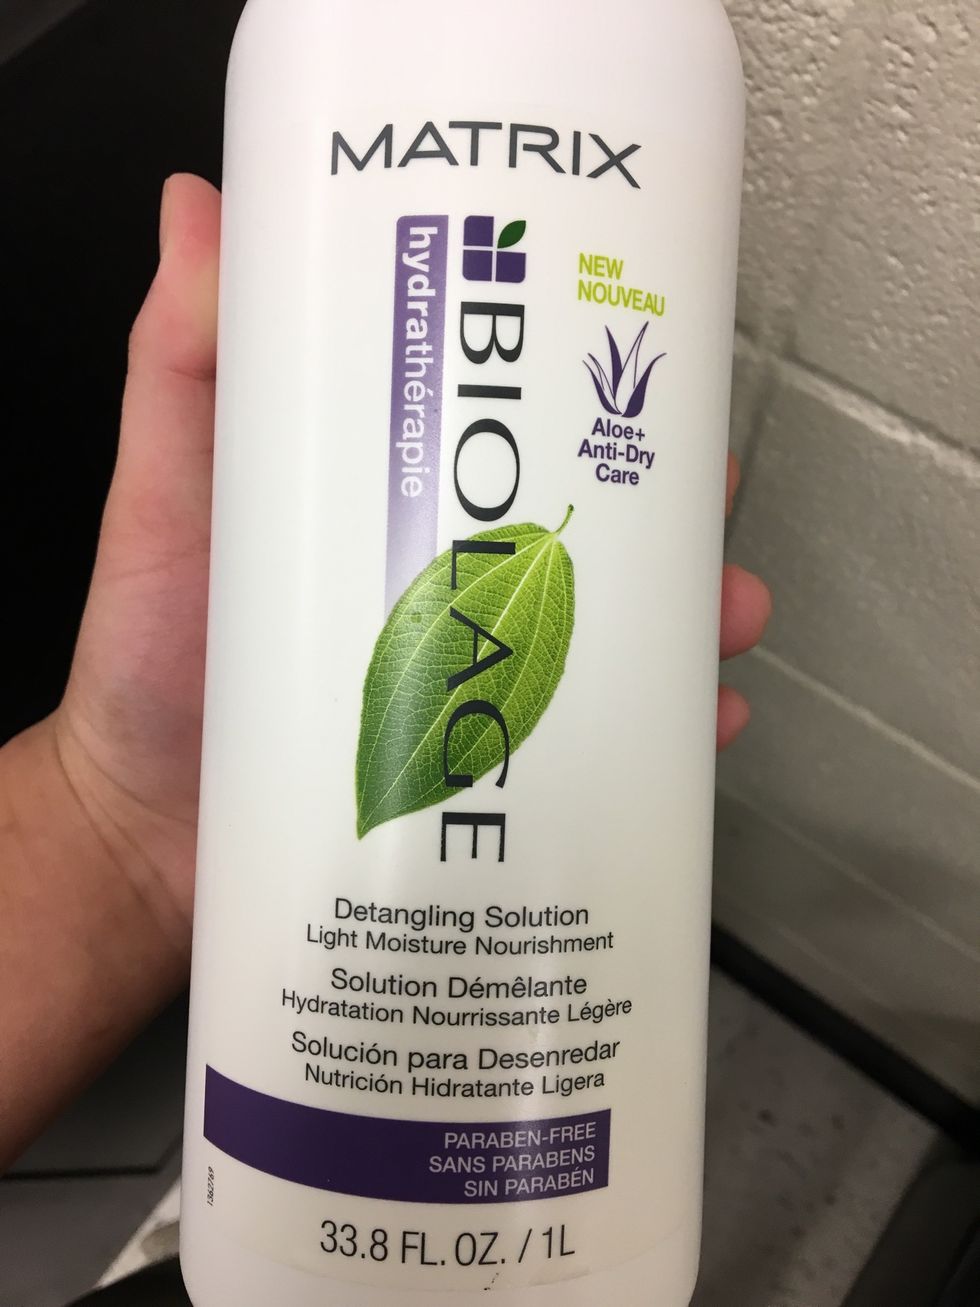 MATRIX
hydrathérapie
BIOLAGE
NEW
NOUVEAU
Aloe+
Anti-Dry
Care
Detangling Solution
Light Moisture Nourishment
Solution Démêlante
Hydratation Nourrissante Légère
Solución para Desenredar
Nutrición Hidratante Ligera
PARABEN-FREE
SANS PARABENS
SIN PARABÉN
1362769
33.8 FL. OZ. / 1L